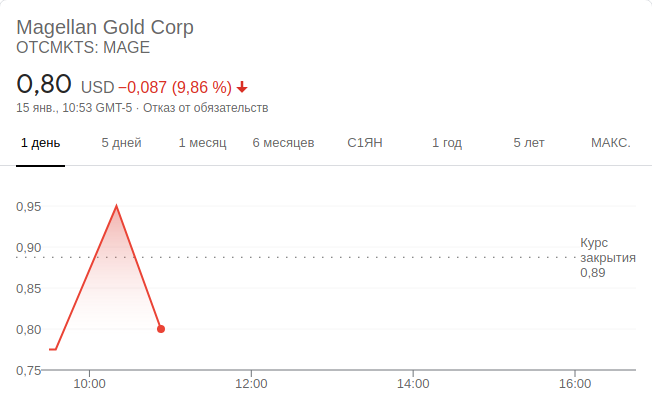 Magellan Gold Corp
OTCMKTS: MAGE
0,80 USD −0,087 (9,86 %)
15 янв., 10:53 GMT-5 · Отказ от обязательств
1 день 5 дней 1 месяц 6 месяцев С1ЯН 1 год 5 лет МАКС.
0,95
0,90
0,85
0,80
0,75
Курс
закрытия
0,89
10:00 12:00 14:00 16:00